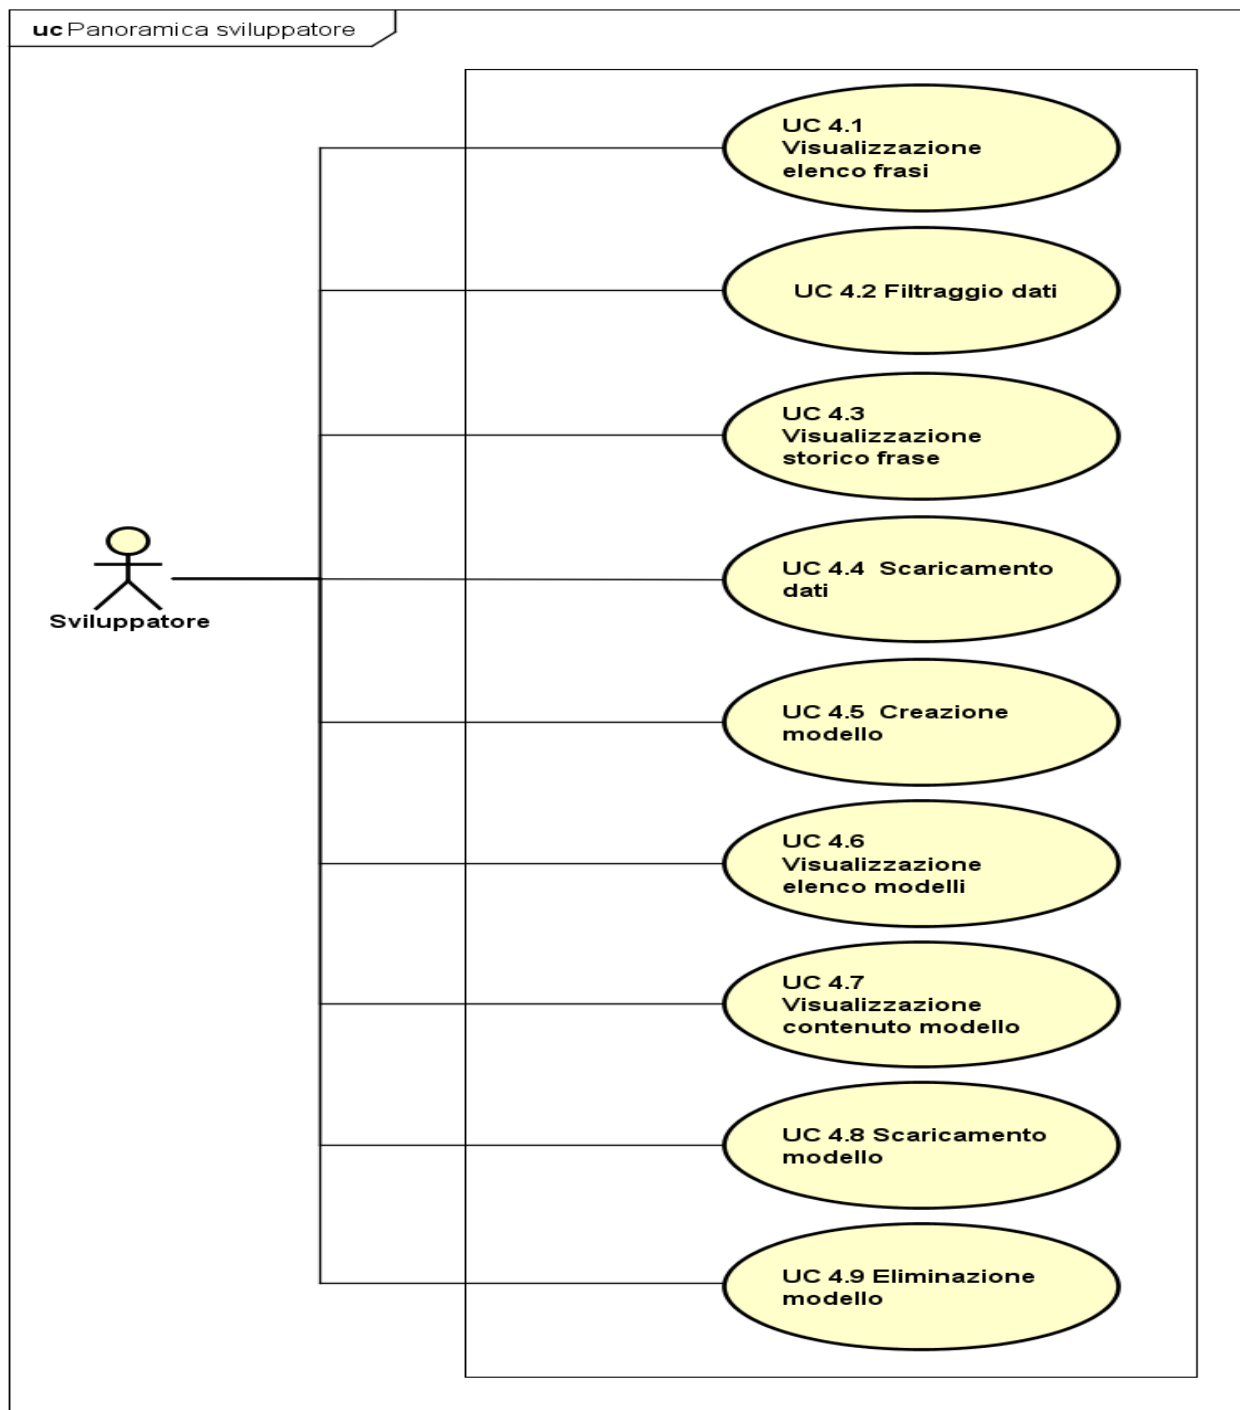 uc Panoramica sviluppatore
UC 4.1
Visualizzazione
elenco frasi
UC 4.2 Filtraggio dati
UC 4.3
Visualizzazione
storico frase
UC 4.4 Scaricamento
dati
Sviluppatore
UC 4.5 Creazione
modello
UC 4.6
Visualizzazione
elenco modelli
UC 4.7
Visualizzazione
contenuto modello
UC 4.8 Scaricamento
modello
UC 4.9 Eliminazione
modello